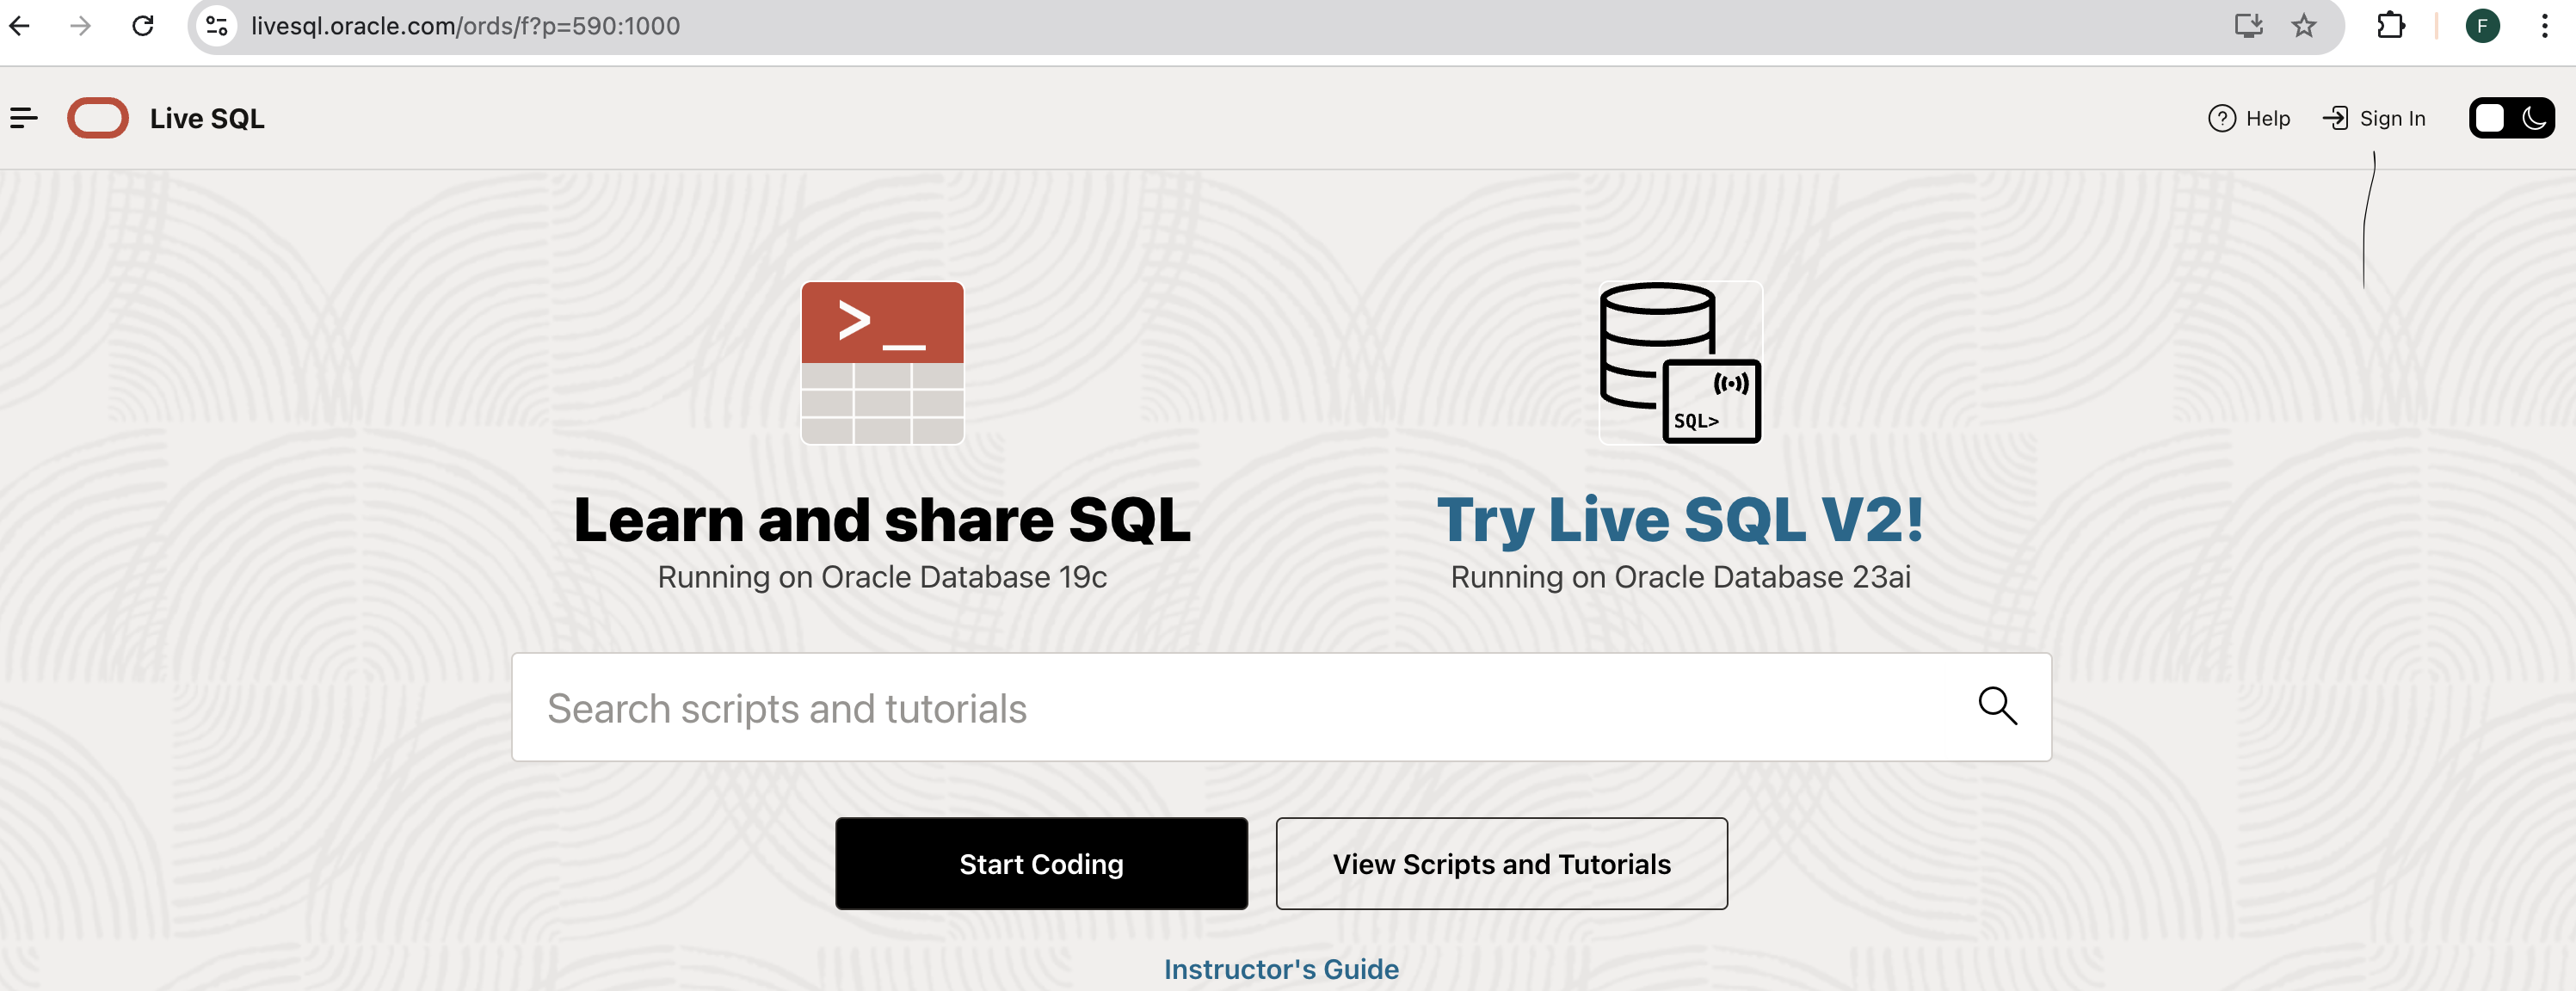 livesql.oracle.com/ords/f?p=590:1000
F
Live SQL
Help
Sign In
>_
SQL>
Learn and share SQL
Try Live SQL V2!
Running on Oracle Database 19c
Running on Oracle Database 23ai
Search scripts and tutorials
Start Coding
View Scripts and Tutorials
Instructor's Guide